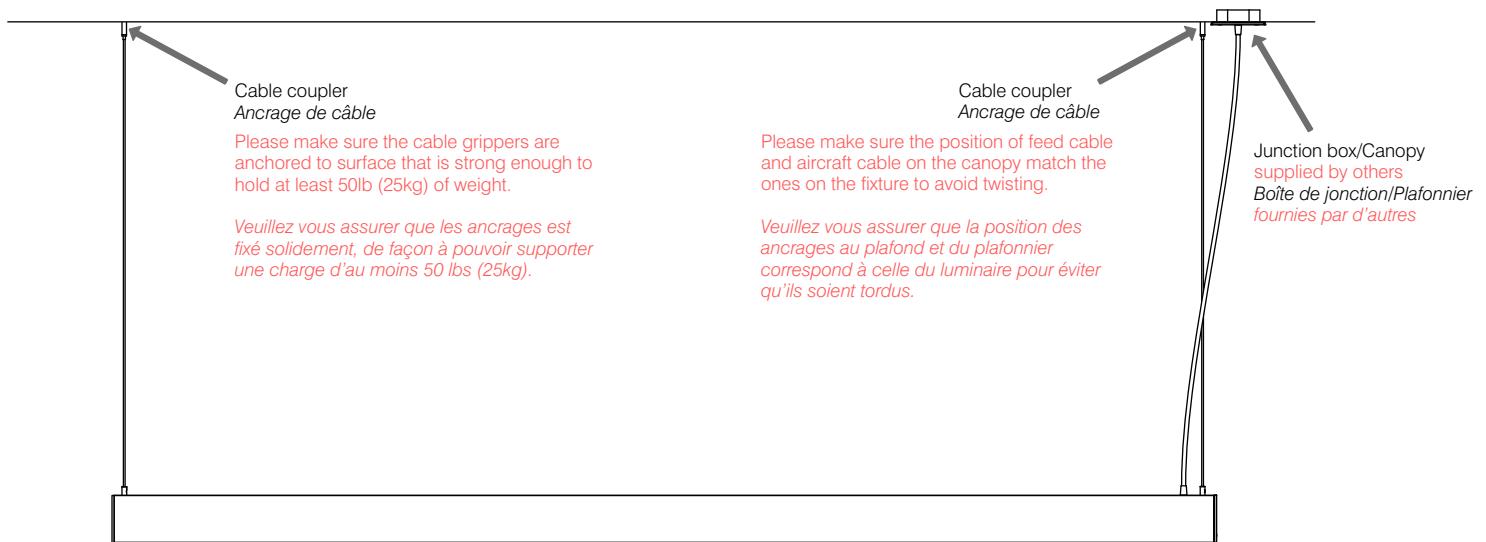 Cable coupler
Ancrage de câble
Please make sure the cable grippers are
anchored to surface that is strong enough to
hold at least 50lb (25kg) of weight.
Veuillez vous assurer que les ancrages est
fixé solidement, de façon à pouvoir supporter
une charge d'au moins 50 lbs (25kg).
Cable coupler
Ancrage de câble
Please make sure the position of feed cable
and aircraft cable on the canopy match the
ones on the fixture to avoid twisting.
Veuillez vous assurer que la position des
ancrages au plafond et du plafonnier
correspond à celle du luminaire pour éviter
qu'ils soient tordus.
Junction box/Canopy
supplied by others
Boîte de jonction/Plafonnier
fournies par d'autres